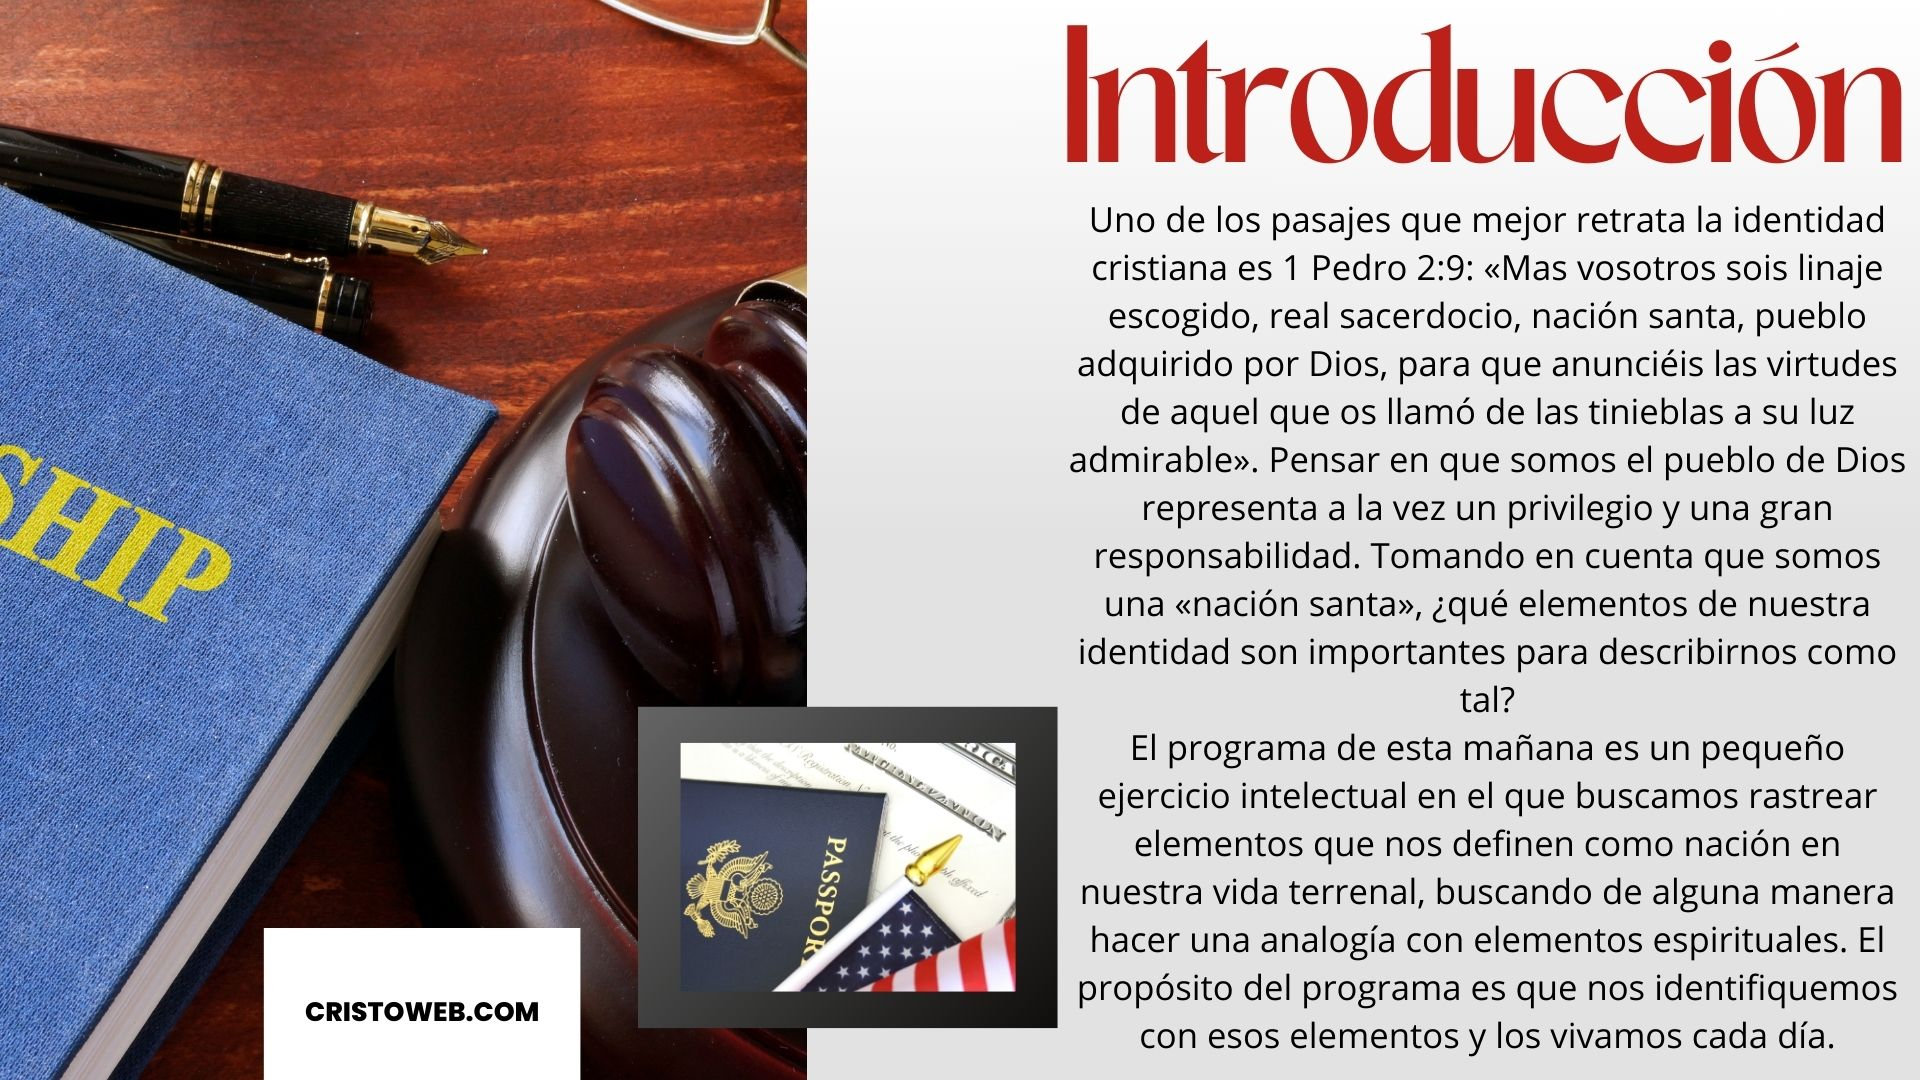 Introducción
Uno de los pasajes que mejor retrata la identidad
cristiana es 1 Pedro 2:9: «Mas vosotros sois linaje
escogido, real sacerdocio, nación santa, pueblo
adquirido por Dios, para que anunciéis las virtudes
de aquel que os llamó de las tinieblas a su luz
admirable». Pensar en que somos el pueblo de Dios
representa a la vez un privilegio y una gran
responsabilidad. Tomando en cuenta que somos
una «nación santa», ¿qué elementos de nuestra
identidad son importantes para describirnos como
tal?
El programa de esta mañana es un pequeño
ejercicio intelectual en el que buscamos rastrear
elementos que nos definen como nación en
nuestra vida terrenal, buscando de alguna manera
hacer una analogía con elementos espirituales. El
propósito del programa es que nos identifiquemos
con esos elementos y los vivamos cada día.
SHIP
PASSPOR
CRISTOWEB.COM